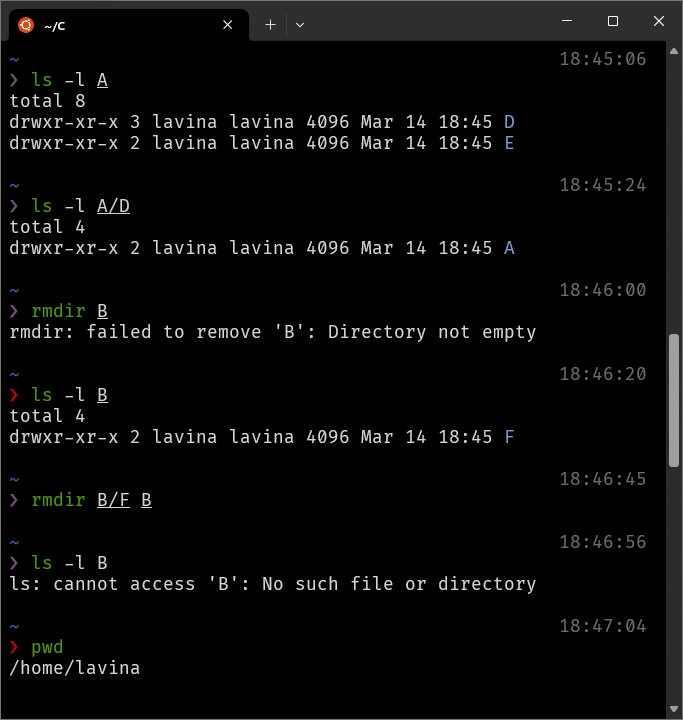 ~/C
~ 18:45:06
❯ ls -l A
total 8
drwxr-xr-x 3 lavina lavina 4096 Mar 14 18:45 D
drwxr-xr-x 2 lavina lavina 4096 Mar 14 18:45 E
~ 18:45:24
❯ ls -l A/D
total 4
drwxr-xr-x 2 lavina lavina 4096 Mar 14 18:45 A
~ 18:46:00
❯ rmdir B
rmdir: failed to remove 'B': Directory not empty
~ 18:46:20
❯ ls -l B
total 4
drwxr-xr-x 2 lavina lavina 4096 Mar 14 18:45 F
~ 18:46:45
❯ rmdir B/F B
~ 18:46:56
❯ ls -l B
ls: cannot access 'B': No such file or directory
~ 18:47:04
❯ pwd
/home/lavina